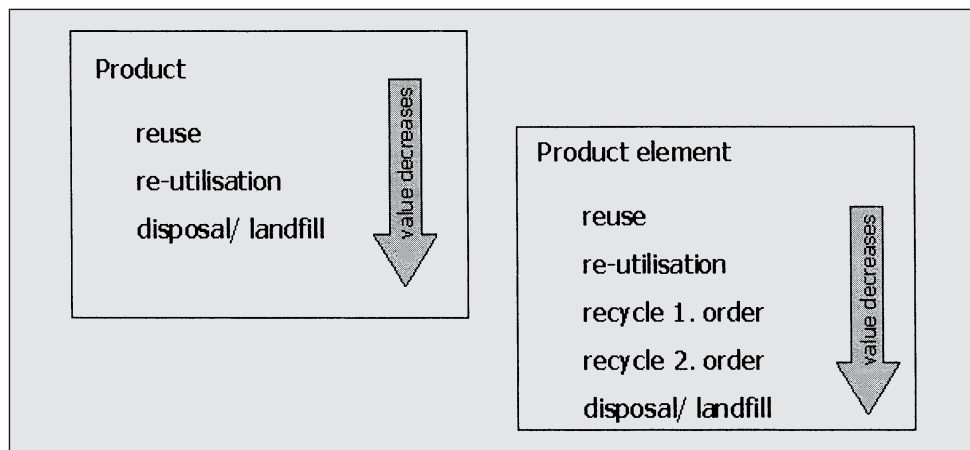 Product
reuse
re-utilisation
disposal/ landfill
value decreases
Product element
reuse
re-utilisation
recycle 1. order
recycle 2. order
disposal/ landfill
value decreases